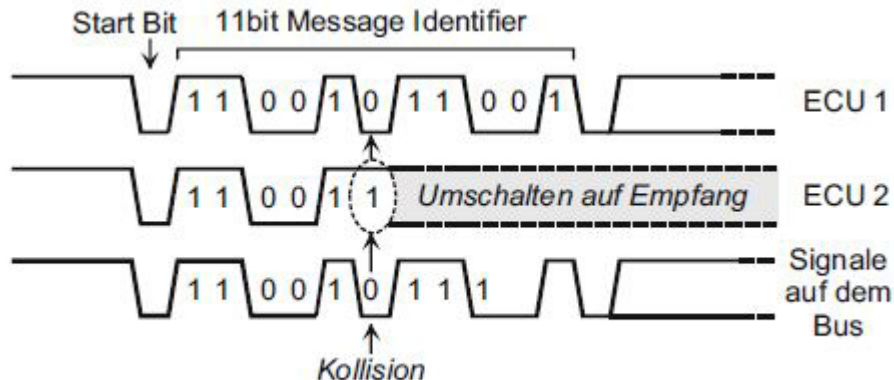 Start Bit 11bit Message Identifier
1 1 0 0 1 0 1 1 0 0 1 ECU 1
1 1 0 0 1 1 Umschalten auf Empfang ECU 2
1 1 0 0 1 0 1 1 1 Signale
auf dem
Bus
Kollision